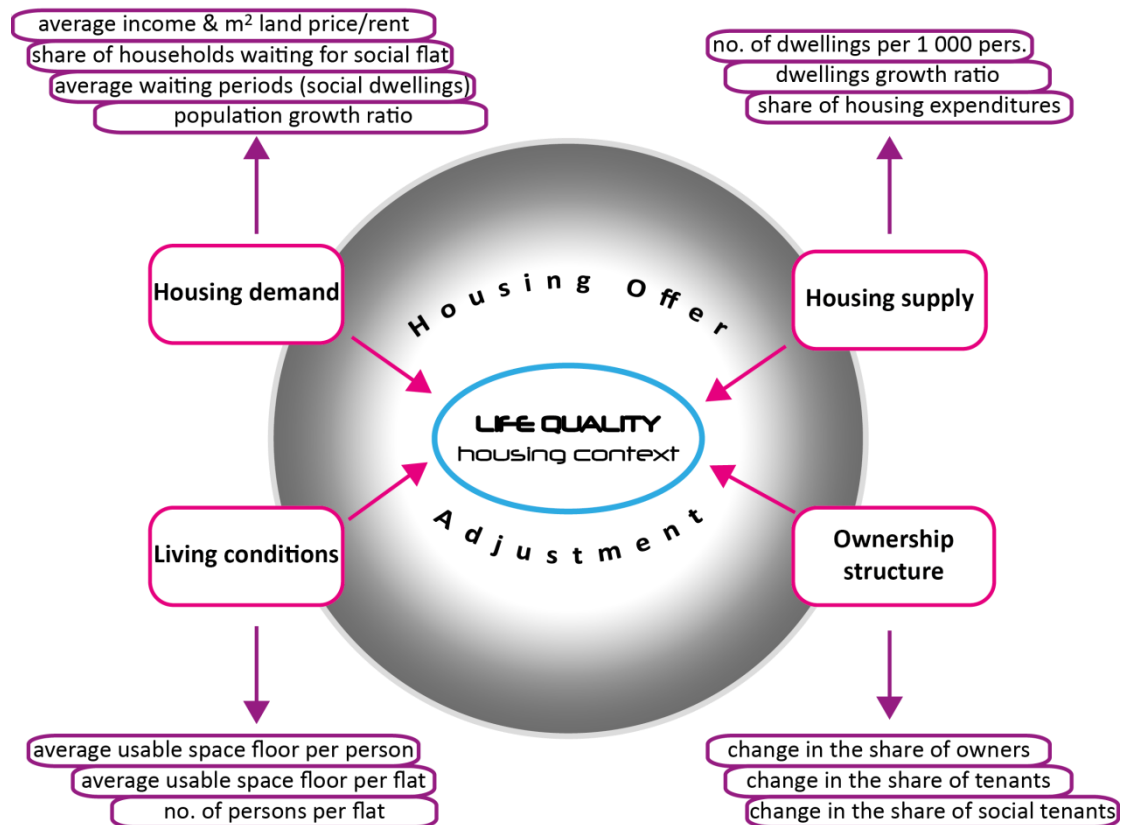 average income & m² land price/rent
share of households waiting for social flat
average waiting periods (social dwellings)
population growth ratio
no. of dwellings per 1 000 pers.
dwellings growth ratio
share of housing expenditures
Housing demand
Housing supply
Housing Offer
LIFE QUALITY
housing context
Adjustment
Living conditions
Ownership
structure
average usable space floor per person
average usable space floor per flat
no. of persons per flat
change in the share of owners
change in the share of tenants
change in the share of social tenants